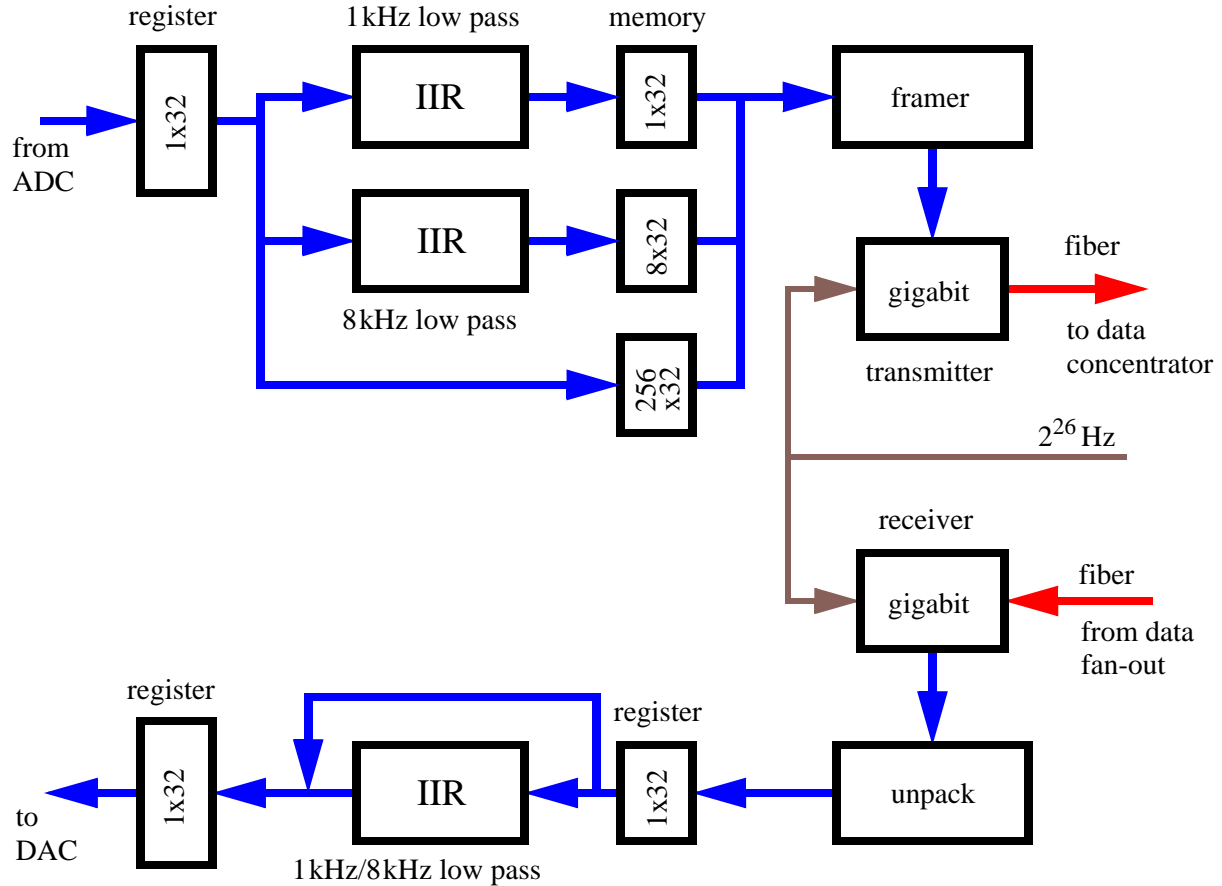 register
1kHz low pass
memory
1x32
IIR
1x32
framer
from
ADC
IIR
8x32
8kHz low pass
256
x32
gigabit
transmitter
fiber
to data
concentrator
2²⁶ Hz
receiver
gigabit
fiber
from data
fan-out
register
register
1x32
IIR
1x32
unpack
to
DAC
1kHz/8kHz low pass